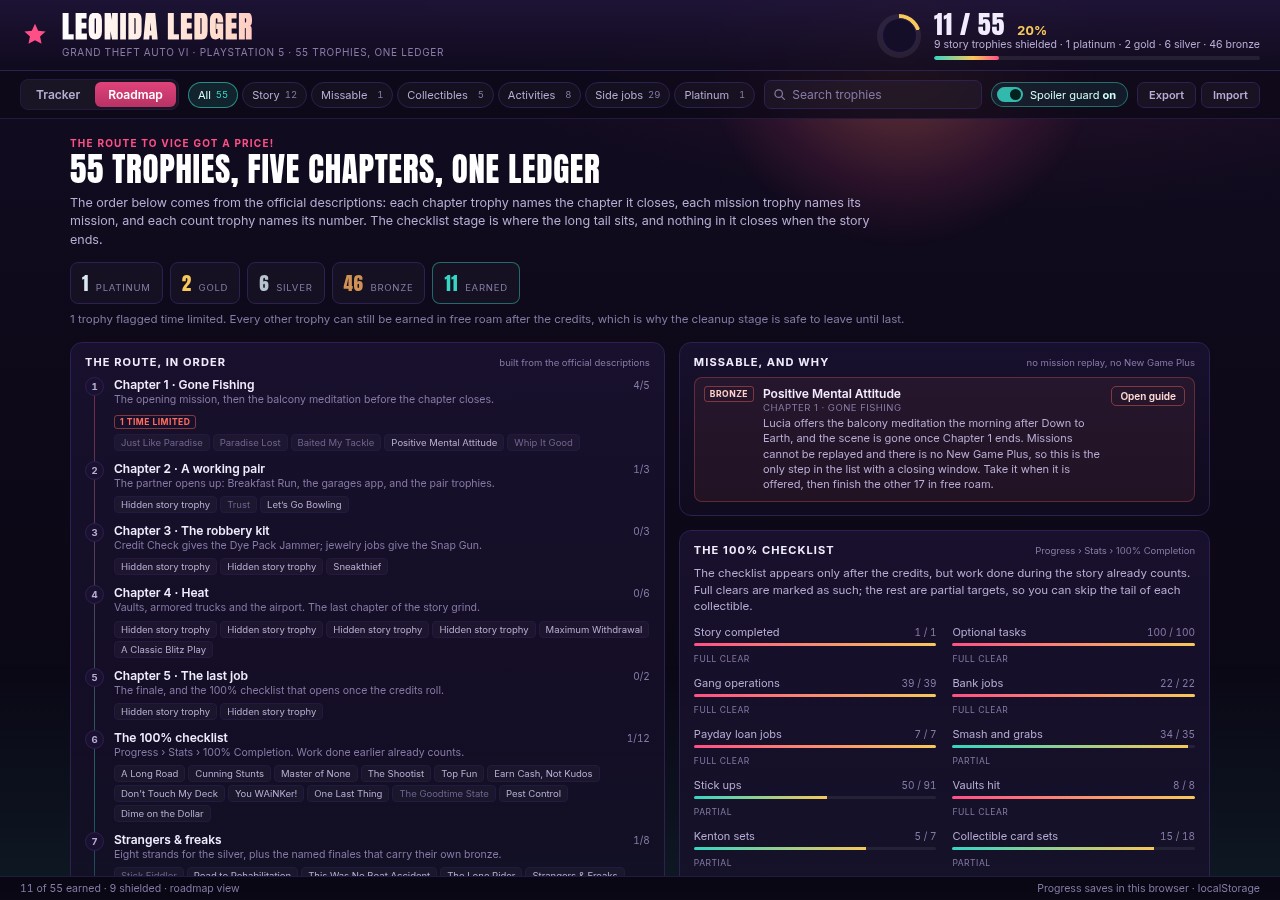 LEONIDA LEDGER
GRAND THEFT AUTO VI · PLAYSTATION 5 · 55 TROPHIES, ONE LEDGER
11 / 55 20%
9 story trophies shielded · 1 platinum · 2 gold · 6 silver · 46 bronze
Tracker Roadmap All 55 Story 12 Missable 1 Collectibles 5 Activities 8 Side jobs 29 Platinum 1 Search trophies Spoiler guard on Export Import
THE ROUTE TO VICE GOT A PRICE!
55 TROPHIES, FIVE CHAPTERS, ONE LEDGER
The order below comes from the official descriptions: each chapter trophy names the chapter it closes, each mission trophy names its
mission, and each count trophy names its number. The checklist stage is where the long tail sits, and nothing in it closes when the story
ends.
1 PLATINUM 2 GOLD 6 SILVER 46 BRONZE 11 EARNED
1 trophy flagged time limited. Every other trophy can still be earned in free roam after the credits, which is why the cleanup stage is safe to leave until last.
THE ROUTE, IN ORDER built from the official descriptions
1 Chapter 1 · Gone Fishing 4/5
The opening mission, then the balcony meditation before the chapter closes.
1 TIME LIMITED
Just Like Paradise Paradise Lost Baited My Tackle Positive Mental Attitude Whip It Good
2 Chapter 2 · A working pair 1/3
The partner opens up: Breakfast Run, the garages app, and the pair trophies.
Hidden story trophy Trust Let's Go Bowling
3 Chapter 3 · The robbery kit 0/3
Credit Check gives the Dye Pack Jammer; jewelry jobs give the Snap Gun.
Hidden story trophy Hidden story trophy Sneakthief
4 Chapter 4 · Heat 0/6
Vaults, armored trucks and the airport. The last chapter of the story grind.
Hidden story trophy Hidden story trophy Hidden story trophy Hidden story trophy Maximum Withdrawal
A Classic Blitz Play
5 Chapter 5 · The last job 0/2
The finale, and the 100% checklist that opens once the credits roll.
Hidden story trophy Hidden story trophy
6 The 100% checklist 1/12
Progress › Stats › 100% Completion. Work done earlier already counts.
A Long Road Cunning Stunts Master of None The Shootist Top Fun Earn Cash, Not Kudos
Don't Touch My Deck You WAiNKer! One Last Thing The Goodtime State Pest Control
Dime on the Dollar
7 Strangers & freaks 1/8
Eight strands for the silver, plus the named finales that carry their own bronze.
Stick Fiddler Road to Rehabilitation This Was No Boat Accident The Lone Rider Strangers & Freaks
MISSABLE, AND WHY no mission replay, no New Game Plus
BRONZE Positive Mental Attitude Open guide
CHAPTER 1 · GONE FISHING
Lucia offers the balcony meditation the morning after Down to
Earth, and the scene is gone once Chapter 1 ends. Missions
cannot be replayed and there is no New Game Plus, so this is the
only step in the list with a closing window. Take it when it is
offered, then finish the other 17 in free roam.
THE 100% CHECKLIST Progress › Stats › 100% Completion
The checklist appears only after the credits, but work done during the story already counts.
Full clears are marked as such; the rest are partial targets, so you can skip the tail of each
collectible.
Story completed 1 / 1 Optional tasks 100 / 100
FULL CLEAR FULL CLEAR
Gang operations 39 / 39 Bank jobs 22 / 22
FULL CLEAR FULL CLEAR
Payday loan jobs 7 / 7 Smash and grabs 34 / 35
FULL CLEAR PARTIAL
Stick ups 50 / 91 Vaults hit 8 / 8
PARTIAL FULL CLEAR
Kenton sets 5 / 7 Collectible card sets 15 / 18
PARTIAL PARTIAL
11 of 55 earned · 9 shielded · roadmap view Progress saves in this browser · localStorage